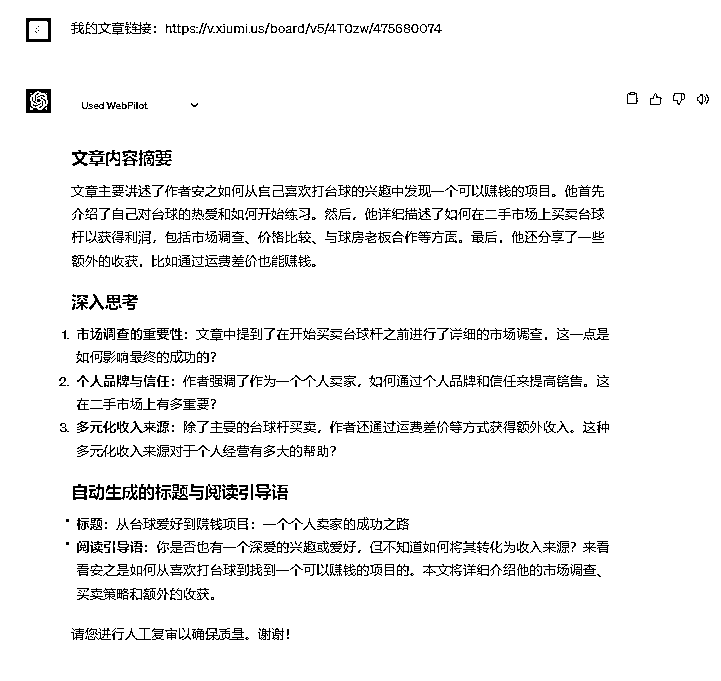 我的文章链接：https://v.xiumi.us/board/v5/4T0zw/475680074
Used WebPilot
文章内容摘要
文章主要讲述了作者安之如何从自己喜欢打台球的兴趣中发现一个可以赚钱的项目。他首先
介绍了自己对台球的热爱和如何开始练习。然后，他详细描述了如何在二手市场上买卖台球
杆以获得利润，包括市场调查、价格比较、与球房老板合作等方面。最后，他还分享了一些
额外的收获，比如通过运费差价也能赚钱。
深入思考
1. 市场调查的重要性：文章中提到了在开始买卖台球杆之前进行了详细的市场调查，这一点是
如何影响最终的成功的？
2. 个人品牌与信任：作者强调了作为一个个人卖家，如何通过个人品牌和信任来提高销售。这
在二手市场上有多重要？
3. 多元化收入来源：除了主要的台球杆买卖，作者还通过运费差价等方式获得额外收入。这种
多元化收入来源对于个人经营有多大的帮助？
自动生成的标题与阅读引导语
• 标题：从台球爱好到赚钱项目：一个个人卖家的成功之路
• 阅读引导语：你是否也有一个深爱的兴趣或爱好，但不知道如何将其转化为收入来源？来看
看安之是如何从喜欢打台球到找到一个可以赚钱的项目的。本文将详细介绍他的市场调查、
买卖策略和额外的收获。
请您进行人工复审以确保质量。谢谢！